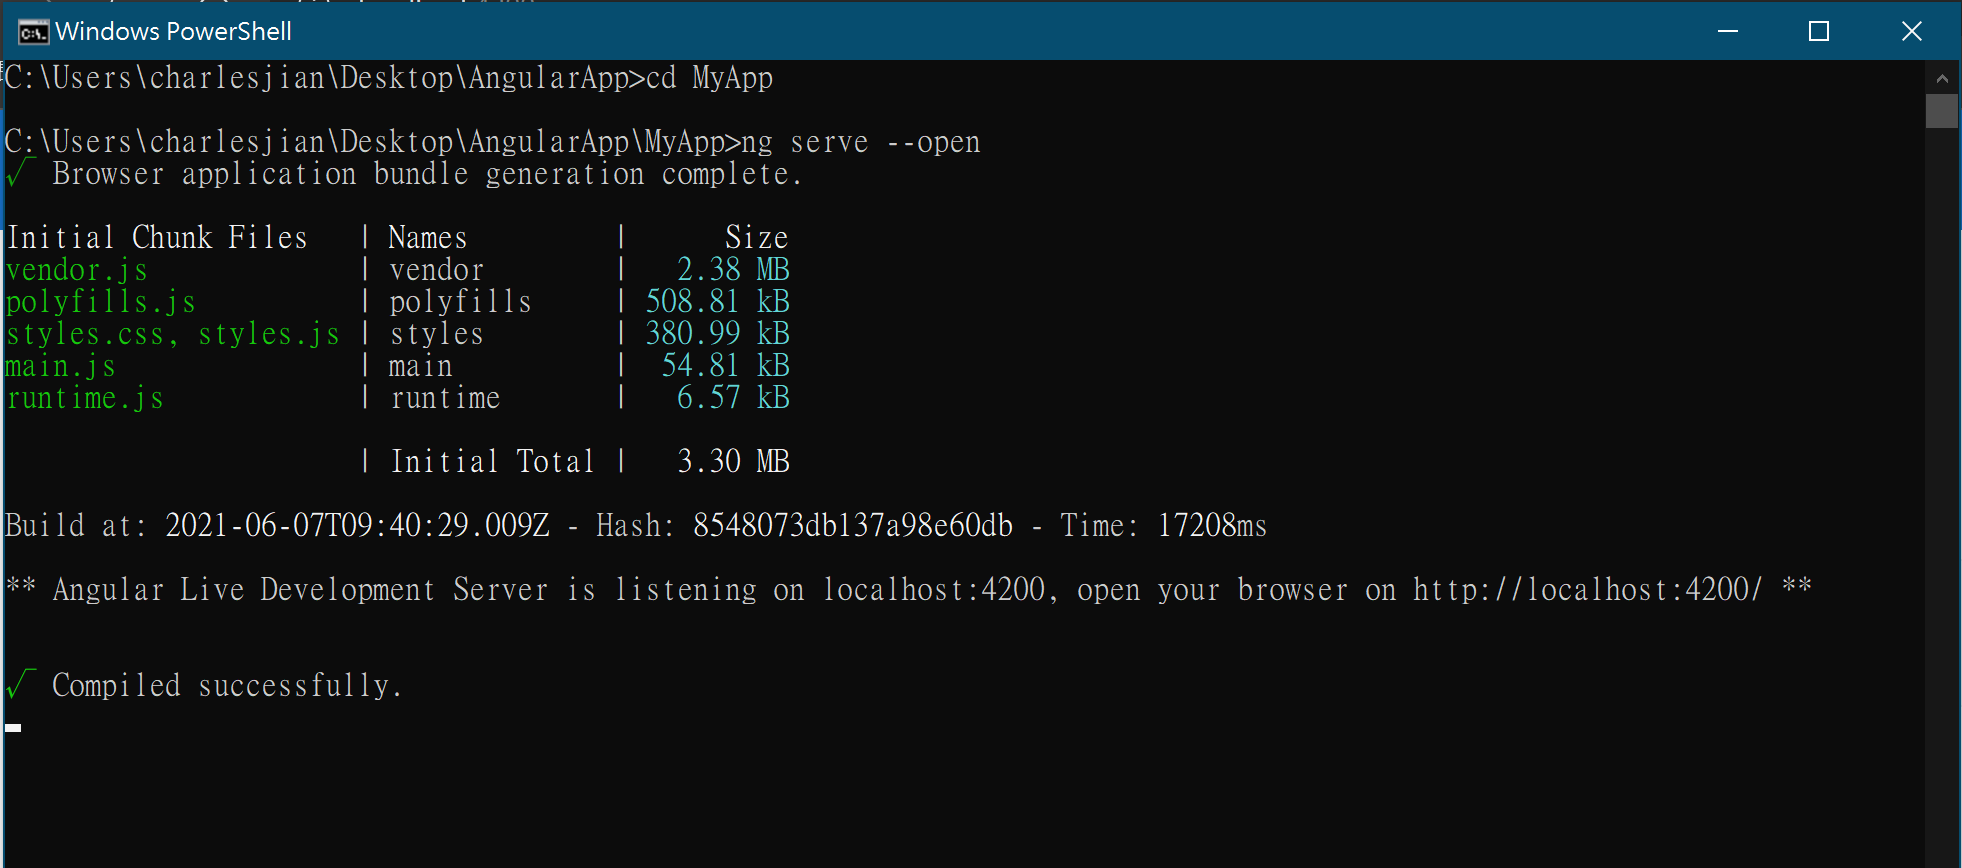 Windows PowerShell
C:\Users\charlesjian\Desktop\AngularApp>cd MyApp
C:\Users\charlesjian\Desktop\AngularApp\MyApp>ng serve --open
√ Browser application bundle generation complete.
Initial Chunk Files | Names | Size
vendor.js | vendor | 2.38 MB
polyfills.js | polyfills | 508.81 kB
styles.css, styles.js | styles | 380.99 kB
main.js | main | 54.81 kB
runtime.js | runtime | 6.57 kB
| Initial Total | 3.30 MB
Build at: 2021-06-07T09:40:29.009Z - Hash: 8548073db137a98e60db - Time: 17208ms
** Angular Live Development Server is listening on localhost:4200, open your browser on http://localhost:4200/ **
√ Compiled successfully.